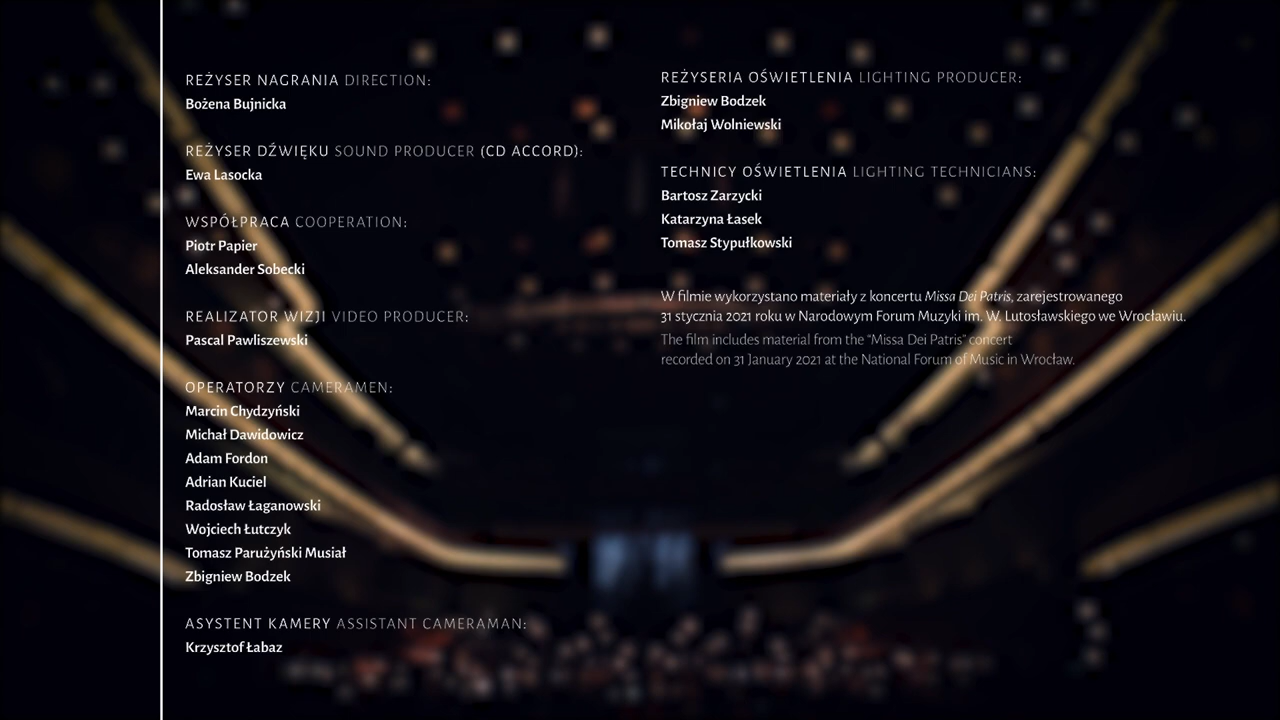 REŻYSER NAGRANIA DIRECTION:
Bożena Bujnicka
REŻYSER DŹWIĘKU SOUND PRODUCER (CD ACCORD):
Ewa Lasocka
WSPÓŁPRACA COOPERATION:
Piotr Papier
Aleksander Sobecki
REALIZATOR WIZJI VIDEO PRODUCER:
Pascal Pawliszewski
OPERATORZY CAMERAMEN:
Marcin Chydzyński
Michał Dawidowicz
Adam Fordon
Adrian Kuciel
Radosław Łaganowski
Wojciech Łutczyk
Tomasz Parużyński Musiał
Zbigniew Bodzek
ASYSTENT KAMERY ASSISTANT CAMERAMAN:
Krzysztof Łabaz
REŻYSERIA OŚWIETLENIA LIGHTING PRODUCER:
Zbigniew Bodzek
Mikołaj Wolniewski
TECHNICY OŚWIETLENIA LIGHTING TECHNICIANS:
Bartosz Zarzycki
Katarzyna Łasek
Tomasz Stypułkowski
W filmie wykorzystano materiały z koncertu Missa Dei Patris, zarejestrowanego
31 stycznia 2021 roku w Narodowym Forum Muzyki im. W. Lutosławskiego we Wrocławiu.
The film includes material from the “Missa Dei Patris” concert
recorded on 31 January 2021 at the National Forum of Music in Wrocław.